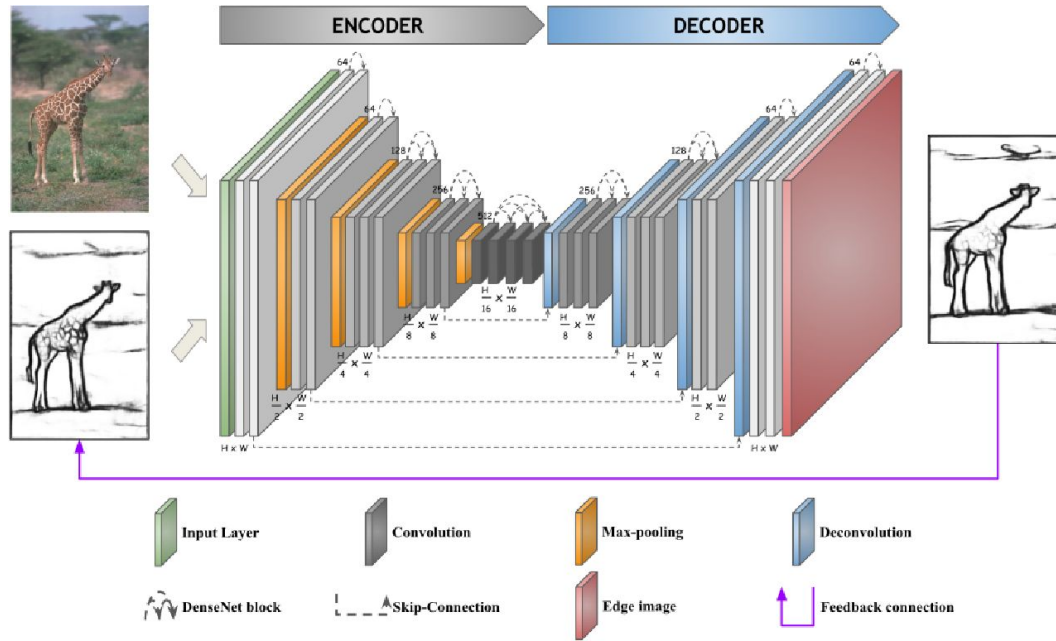 ENCODER
DECODER
64
64
128
256
512
256
128
64
64
H x W
H/2 x W/2
H/4 x W/4
H/8 x W/8
H/16 x W/16
H/8 x W/8
H/4 x W/4
H/2 x W/2
H x W
Input Layer
Convolution
Max-pooling
Deconvolution
DenseNet block
Skip-Connection
Edge image
Feedback connection